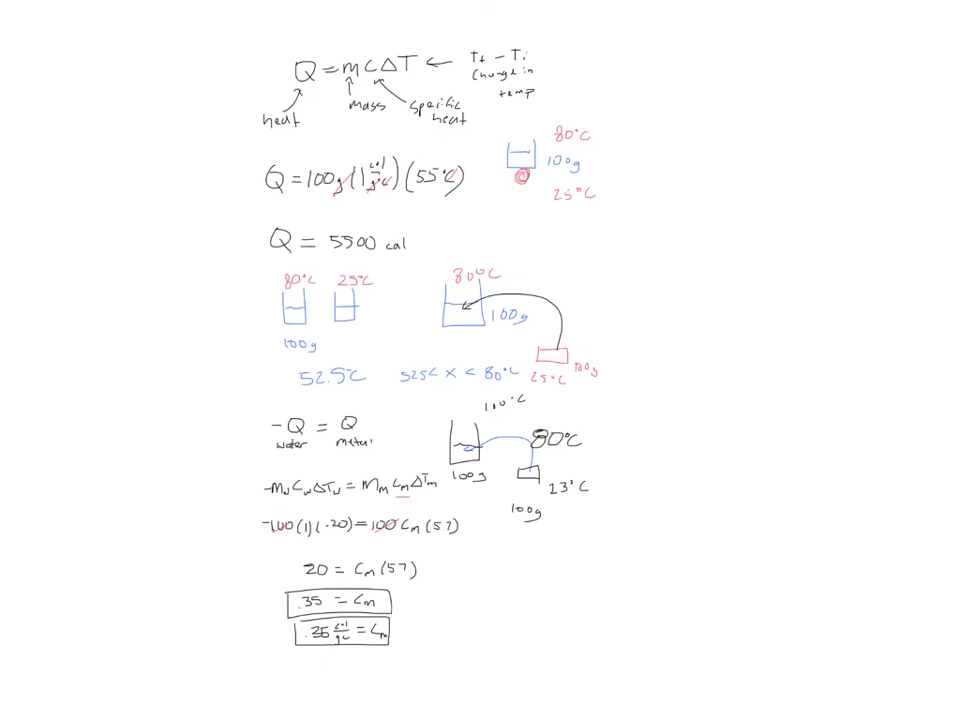 Q = mCΔT ← Tf - Ti
change in
temp
heat
mass
specific
heat
80°C
100g
25°C
Q = 100g (1 cal/g°C) (55°C)
Q = 5500 cal
80°C 25°C
100g
80°C
100g
25°C 100g
52.5°C 52.5< x < 80°C
-Q = Q
water metal
100°C
80°C
100g
23°C
100g
-MwCwΔTw = MmCmΔTm
-100(1)(-20) = 100Cm(57)
20 = Cm(57)
.35 = Cm
.35 cal/g°C = Cm